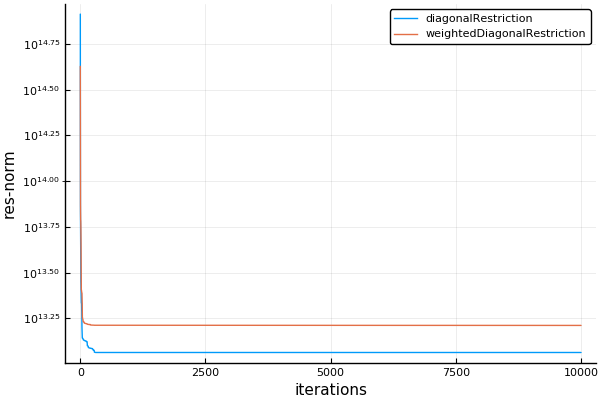 diagonalRestriction
weightedDiagonalRestriction
10^14.75
10^14.50
10^14.25
10^14.00
10^13.75
10^13.50
10^13.25
res-norm
0 2500 5000 7500 10000
iterations